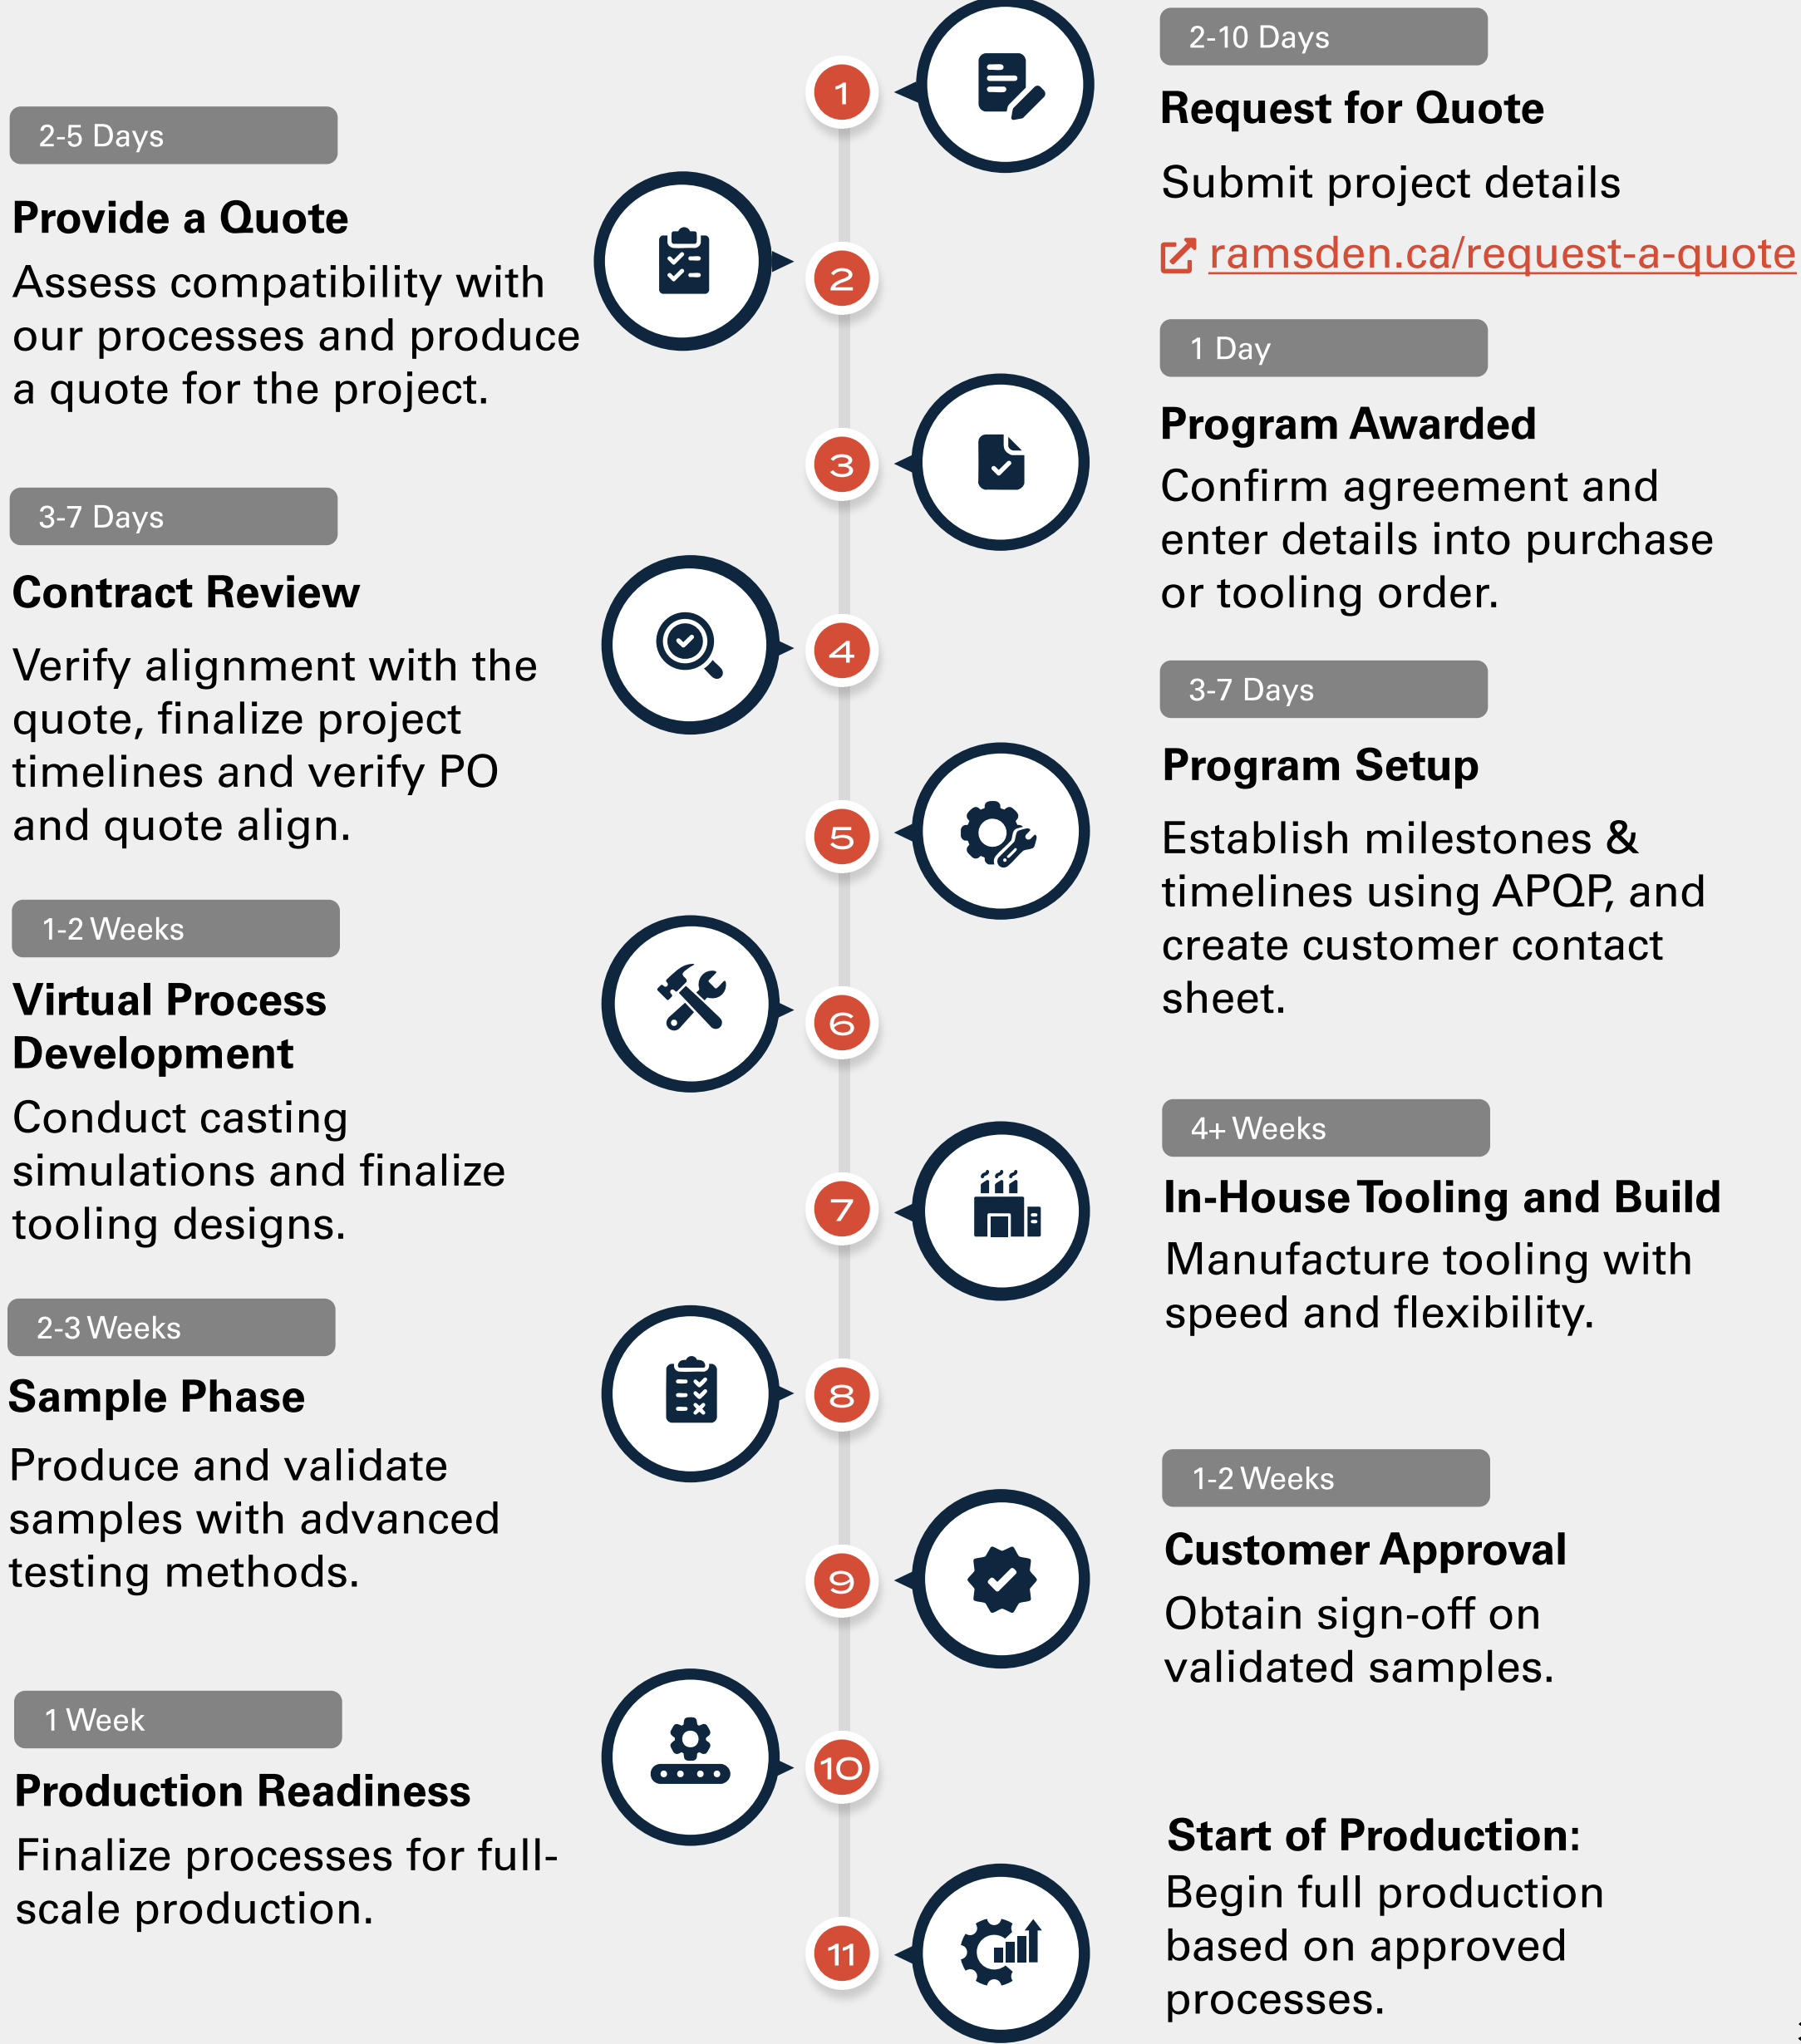 1
2-10 Days
Request for Quote
Submit project details
ramsden.ca/request-a-quote
2-5 Days
Provide a Quote
Assess compatibility with
our processes and produce
a quote for the project.
2
1 Day
Program Awarded
Confirm agreement and
enter details into purchase
or tooling order.
3
3-7 Days
Contract Review
Verify alignment with the
quote, finalize project
timelines and verify PO
and quote align.
4
3-7 Days
Program Setup
Establish milestones &
timelines using APQP, and
create customer contact
sheet.
5
1-2 Weeks
Virtual Process
Development
Conduct casting
simulations and finalize
tooling designs.
6
4+ Weeks
In-House Tooling and Build
Manufacture tooling with
speed and flexibility.
7
2-3 Weeks
Sample Phase
Produce and validate
samples with advanced
testing methods.
8
1-2 Weeks
Customer Approval
Obtain sign-off on
validated samples.
9
1 Week
Production Readiness
Finalize processes for full-
scale production.
10
Start of Production:
Begin full production
based on approved
processes.
11